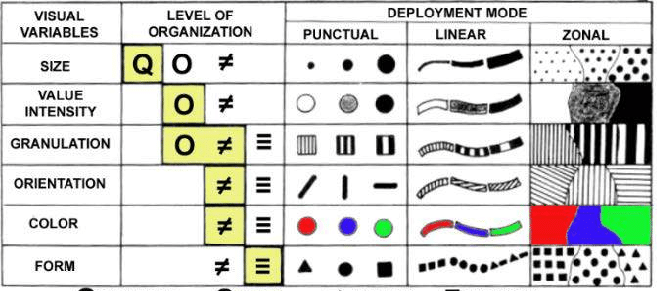 VISUAL VARIABLES
LEVEL OF ORGANIZATION
DEPLOYMENT MODE
PUNCTUAL LINEAR ZONAL
SIZE Q O ≠
VALUE INTENSITY O ≠
GRANULATION O ≠ ≡
ORIENTATION ≠ ≡
COLOR ≠ ≡
FORM ≠ ≡